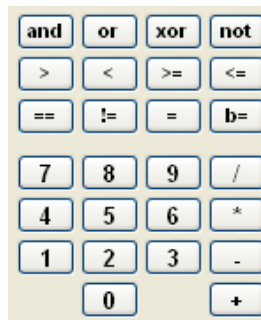 and or xor not
> < >= <=
== != = b=
7 8 9 /
4 5 6 *
1 2 3 -
0 +